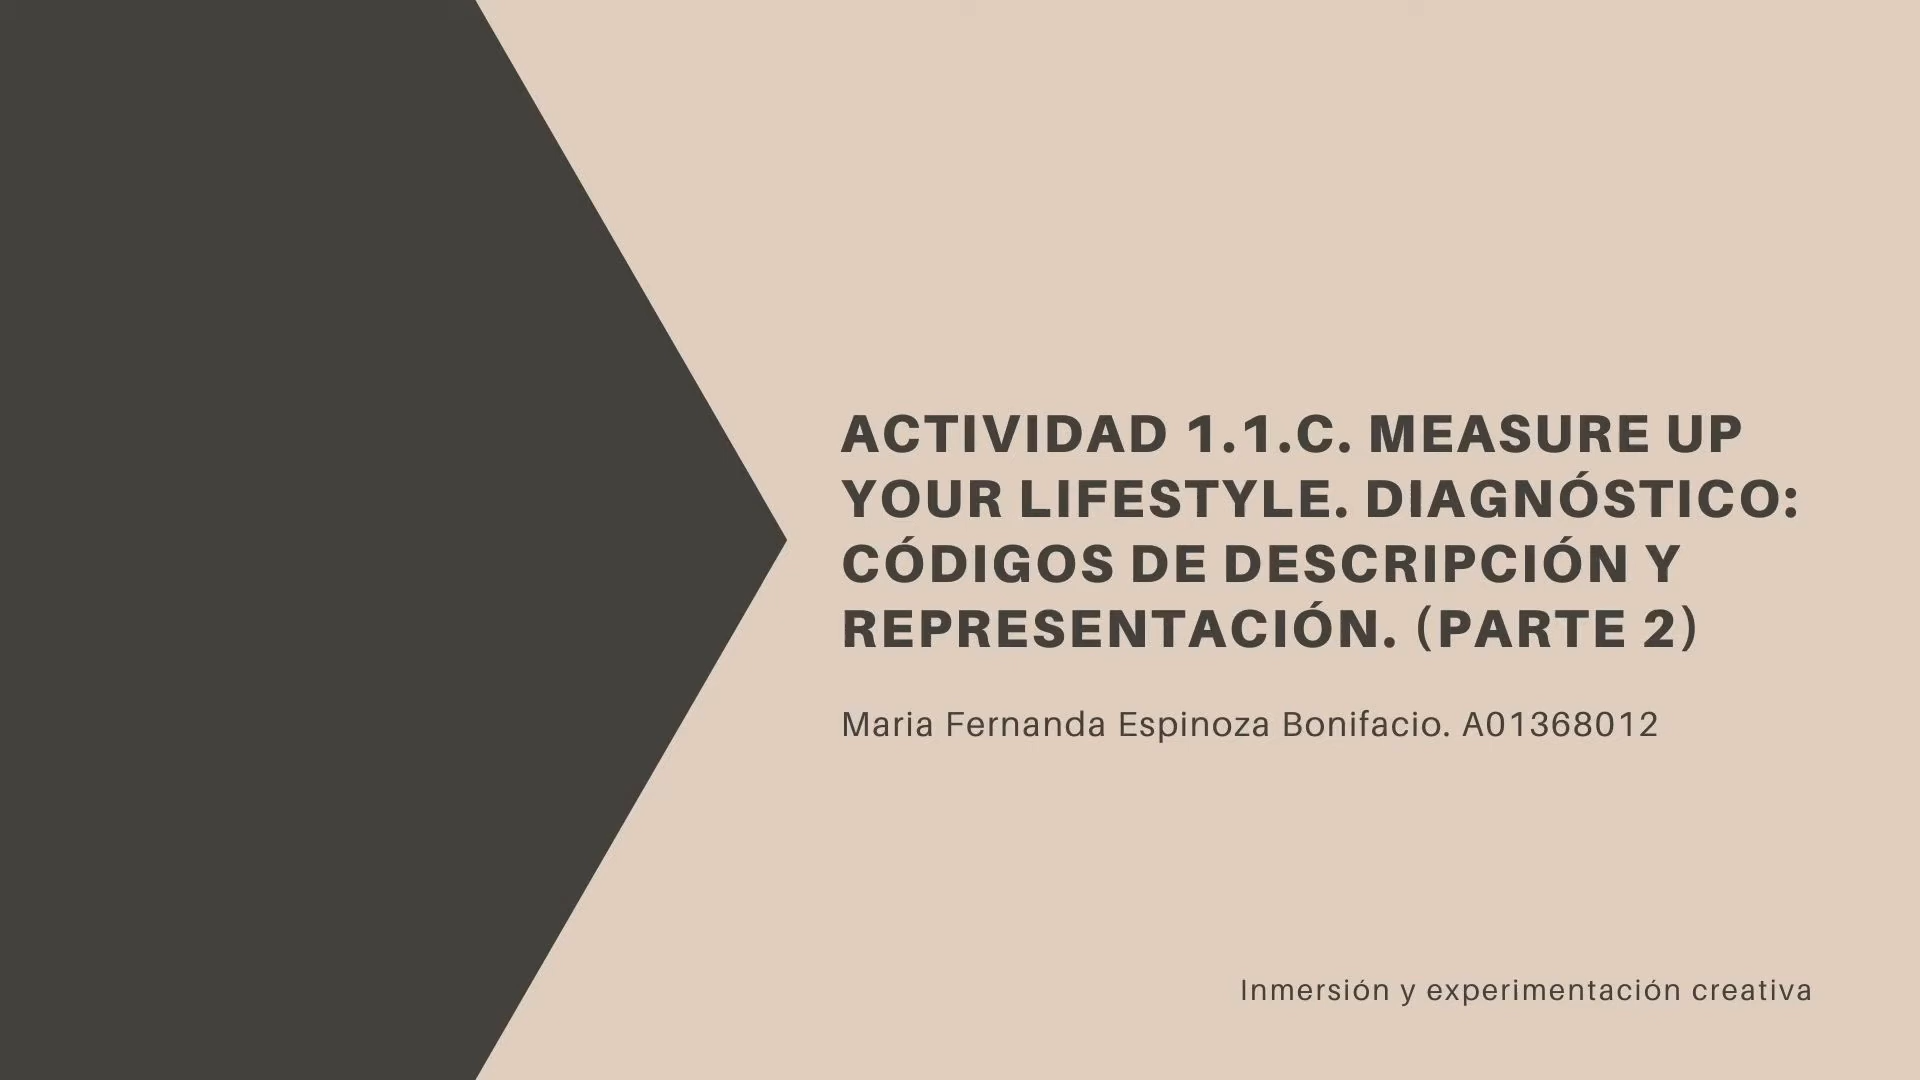 ACTIVIDAD 1.1.C. MEASURE UP
YOUR LIFESTYLE. DIAGNÓSTICO:
CÓDIGOS DE DESCRIPCIÓN Y
REPRESENTACIÓN. (PARTE 2)
Maria Fernanda Espinoza Bonifacio. A01368012
Inmersión y experimentación creativa